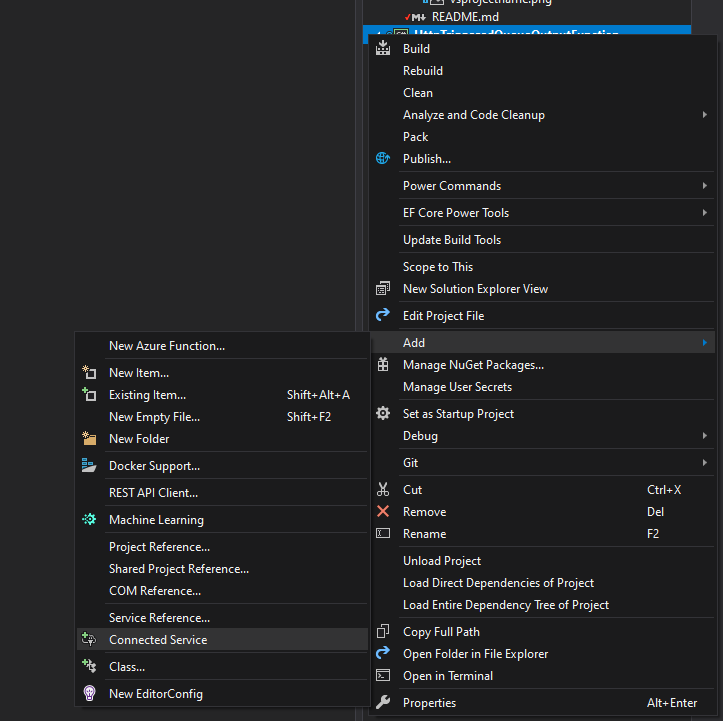 vsprojectname.png
README.md
HttpTriggeredQueueOutputFunction
Build
Rebuild
Clean
Analyze and Code Cleanup
Pack
Publish...
Power Commands
EF Core Power Tools
Update Build Tools
Scope to This
New Solution Explorer View
Edit Project File
Add
Manage NuGet Packages...
Manage User Secrets
Set as Startup Project
Debug
Git
Cut Ctrl+X
Remove Del
Rename F2
Unload Project
Load Direct Dependencies of Project
Load Entire Dependency Tree of Project
Copy Full Path
Open Folder in File Explorer
Open in Terminal
Properties Alt+Enter
New Azure Function...
New Item...
Existing Item... Shift+Alt+A
New Empty File... Shift+F2
New Folder
Docker Support...
REST API Client...
Machine Learning
Project Reference...
Shared Project Reference...
COM Reference...
Service Reference...
Connected Service
Class...
New EditorConfig